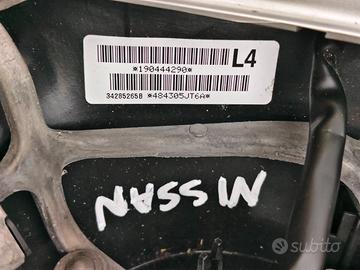 L4
*190444290*
342852658 *484305JT6A*
NISSAN
subito